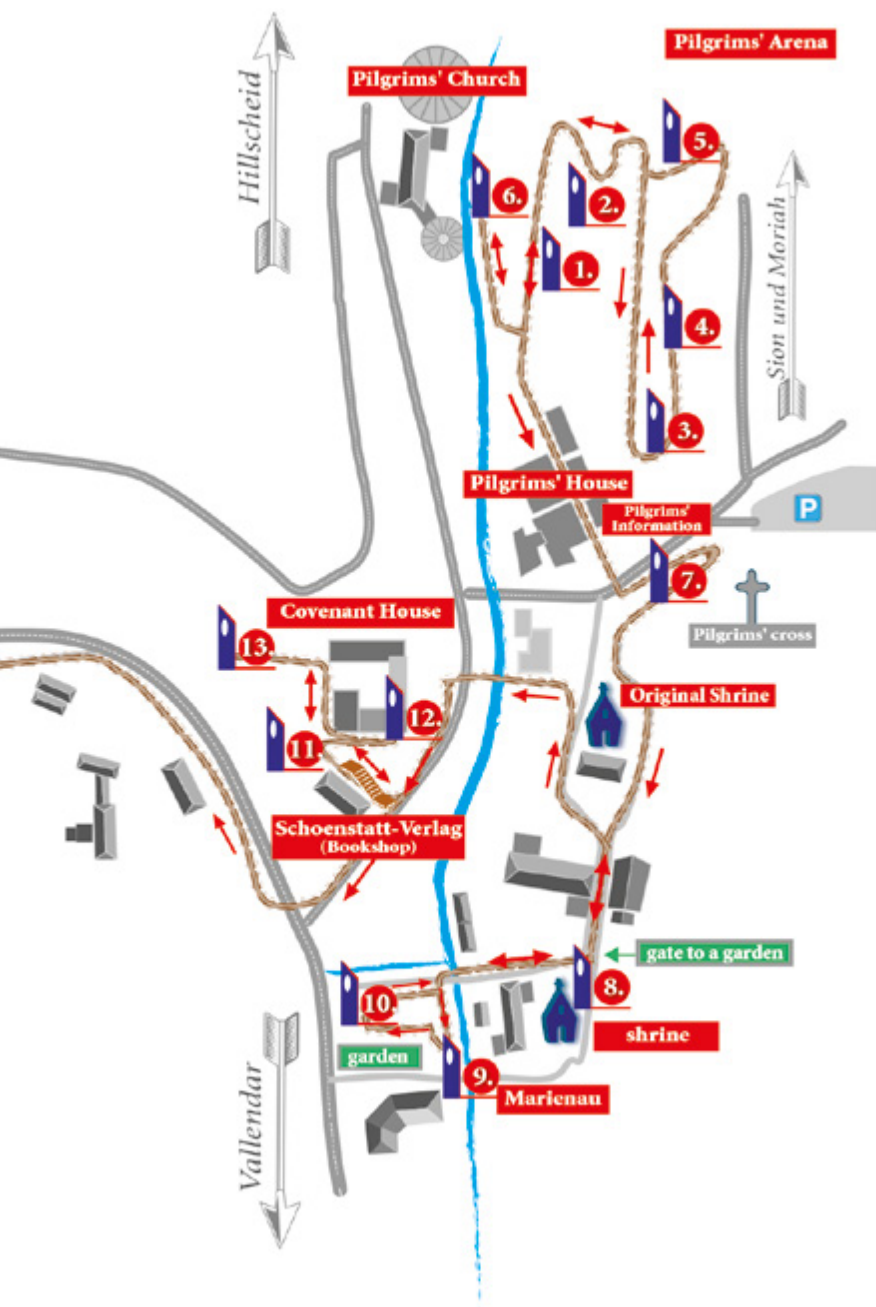 Pilgrims' Arena
Pilgrims' Church
Hillscheid
5.
6.
2.
1.
Sion und Moriah
4.
3.
Pilgrims' House
Pilgrims'
Information
P
7.
Pilgrims' cross
Covenant House
13.
Original Shrine
12.
11.
Schoenstatt-Verlag
(Bookshop)
gate to a garden
8.
10.
shrine
garden
9.
Marienau
Vallendar